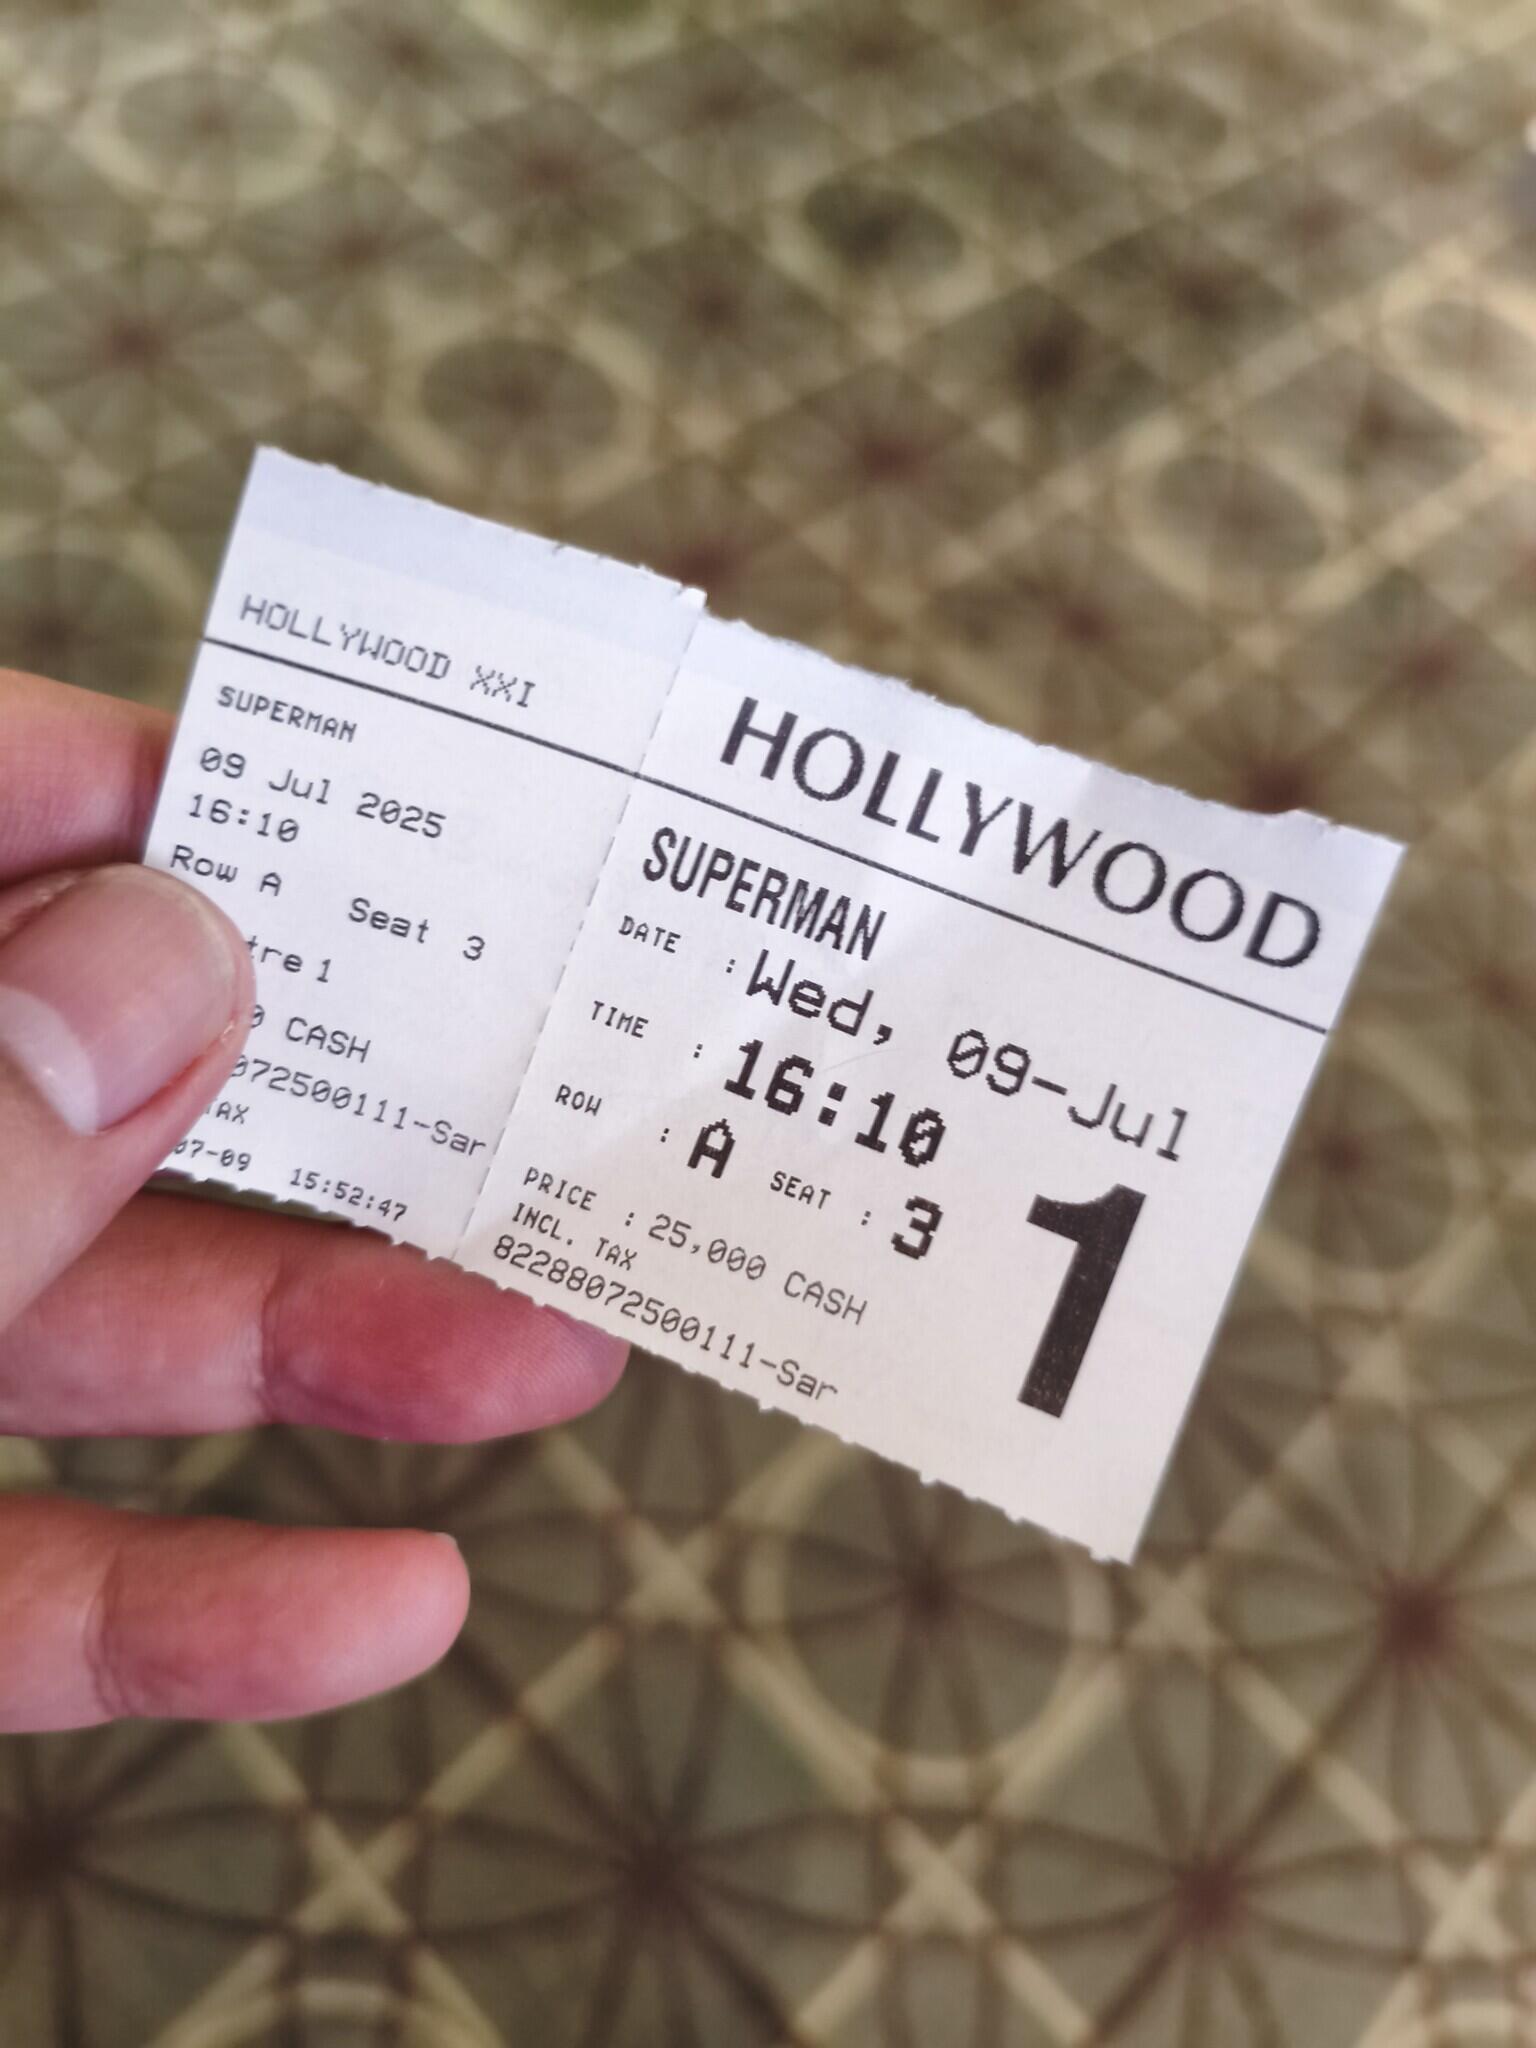 HOLLYWOOD XXI
SUPERMAN
09 Jul 2025
16:10
Row A Seat 3
tre 1
0 CASH
072500111-Sar
TAX
07-09 15:52:47
HOLLYWOOD
SUPERMAN
DATE : Wed, 09-Jul
TIME : 16:10
ROW : A SEAT : 3
1
PRICE : 25,000 CASH
INCL. TAX
82288072500111-Sar